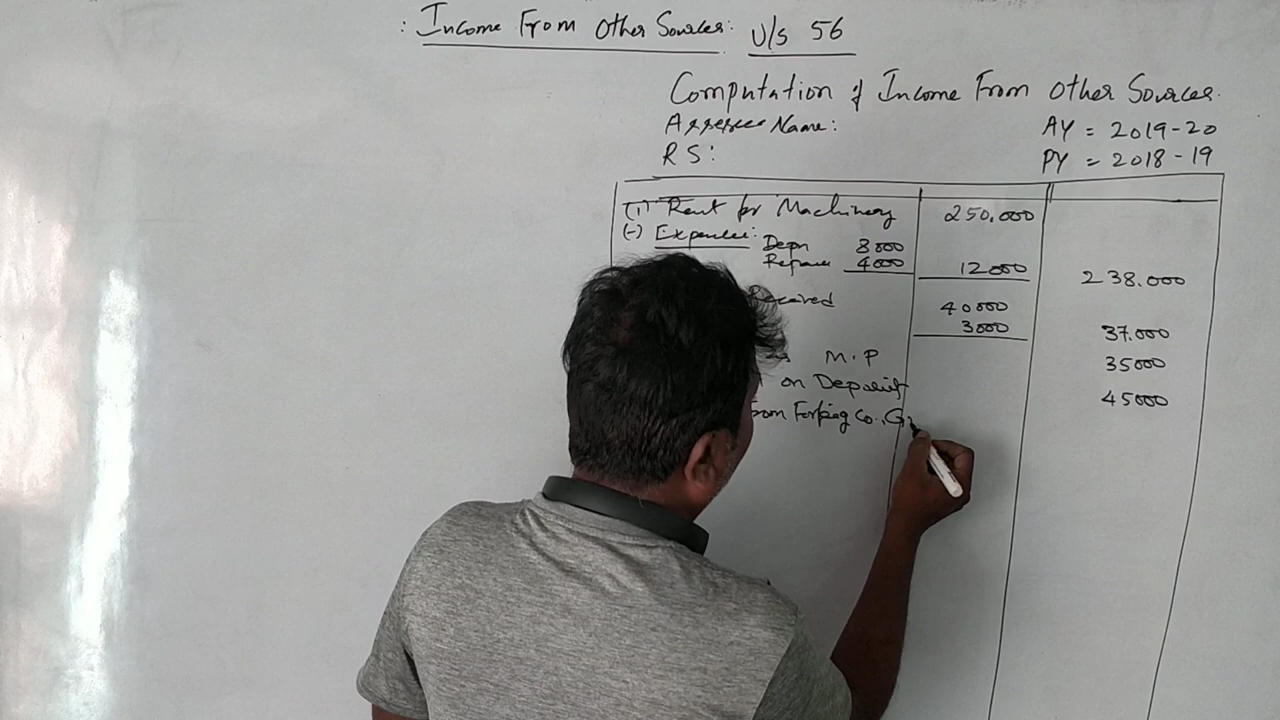 : Income From Other Sources: U/s 56
Computation of Income From Other Sources.
Assessee Name: AY = 2019-20
RS: PY = 2018-19
(1) Rent for Machinery 250.000
(-) Expenses: Depn 8000
Repairs 4000 12000 238.000
Received 40000
3000 37.000
M.P 35000
on Deposit 45000
From Foreign Co.,